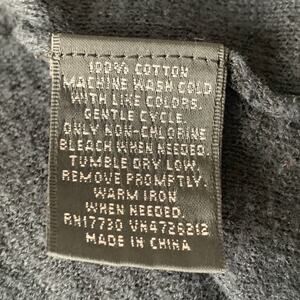 100% COTTON
MACHINE WASH COLD
WITH LIKE COLORS.
GENTLE CYCLE.
ONLY NON-CHLORINE
BLEACH WHEN NEEDED.
TUMBLE DRY LOW.
REMOVE PROMPTLY.
WARM IRON
WHEN NEEDED.
RN17730 VN4726212
MADE IN CHINA